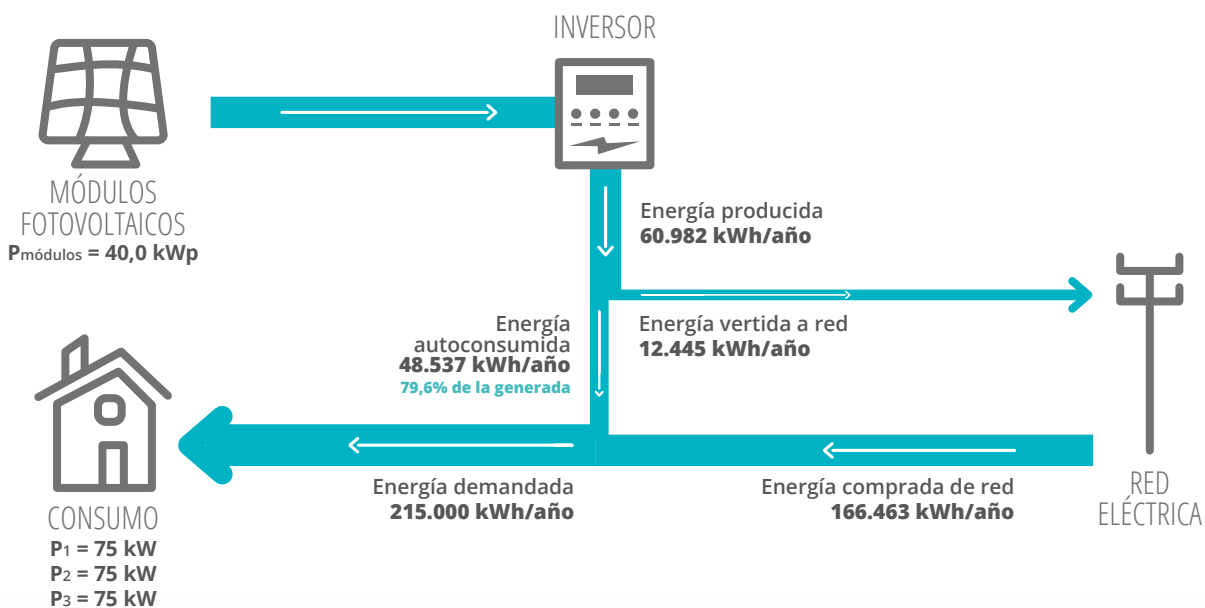 INVERSOR
MÓDULOS
FOTOVOLTAICOS
Pmódulos = 40,0 kWp
Energía producida
60.982 kWh/año
Energía
autoconsumida
48.537 kWh/año
79,6% de la generada
Energía vertida a red
12.445 kWh/año
Energía demandada
215.000 kWh/año
Energía comprada de red
166.463 kWh/año
RED
ELÉCTRICA
CONSUMO
P1 = 75 kW
P2 = 75 kW
P3 = 75 kW